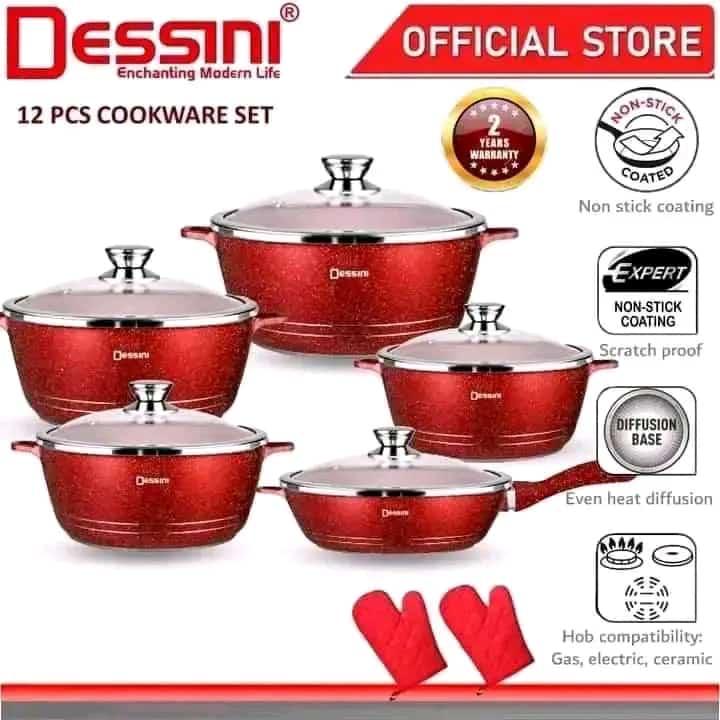 DESSINI®
Enchanting Modern Life
OFFICIAL STORE
12 PCS COOKWARE SET
2
YEARS
WARRANTY
NON-STICK
COATED
Non stick coating
EXPERT
NON-STICK
COATING
Scratch proof
DIFFUSION
BASE
Even heat diffusion
Hob compatibility:
Gas, electric, ceramic
DESSINI
DESSINI
DESSINI
DESSINI
DESSINI